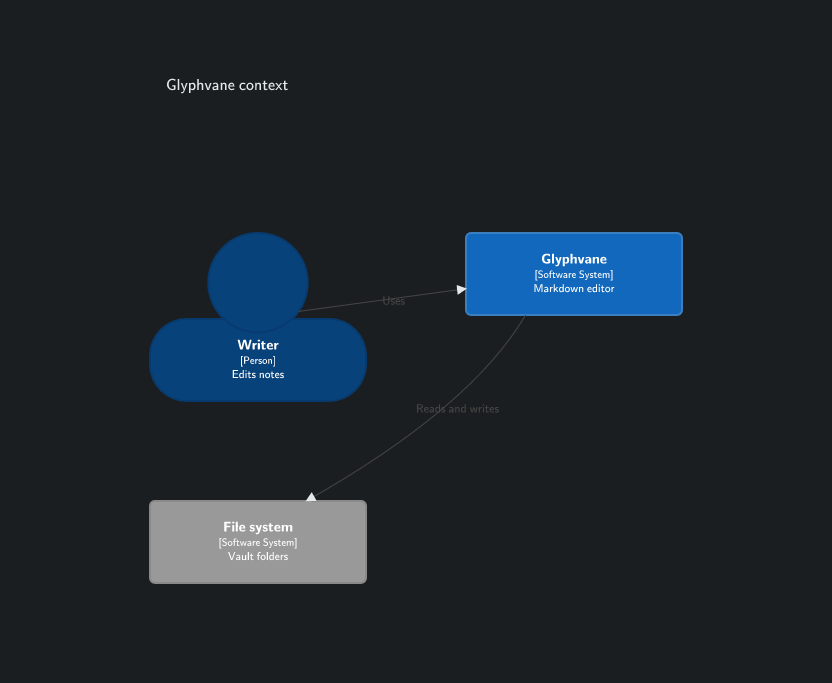 Glyphvane context
Glyphvane
[Software System]
Markdown editor
Uses
Writer
[Person]
Edits notes
Reads and writes
File system
[Software System]
Vault folders